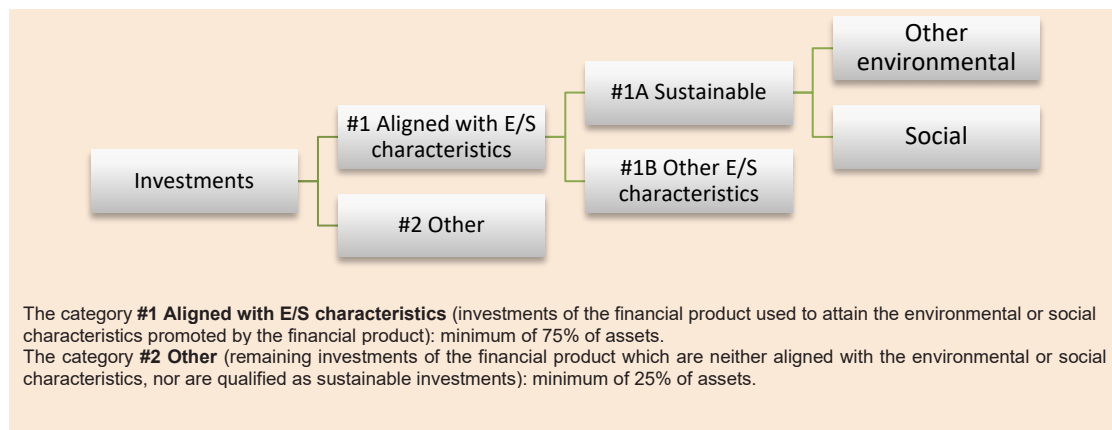 Other
environmental
#1A Sustainable
#1 Aligned with E/S
characteristics
Social
Investments
#1B Other E/S
characteristics
#2 Other
The category #1 Aligned with E/S characteristics (investments of the financial product used to attain the environmental or social
characteristics promoted by the financial product): minimum of 75% of assets.
The category #2 Other (remaining investments of the financial product which are neither aligned with the environmental or social
characteristics, nor are qualified as sustainable investments): minimum of 25% of assets.